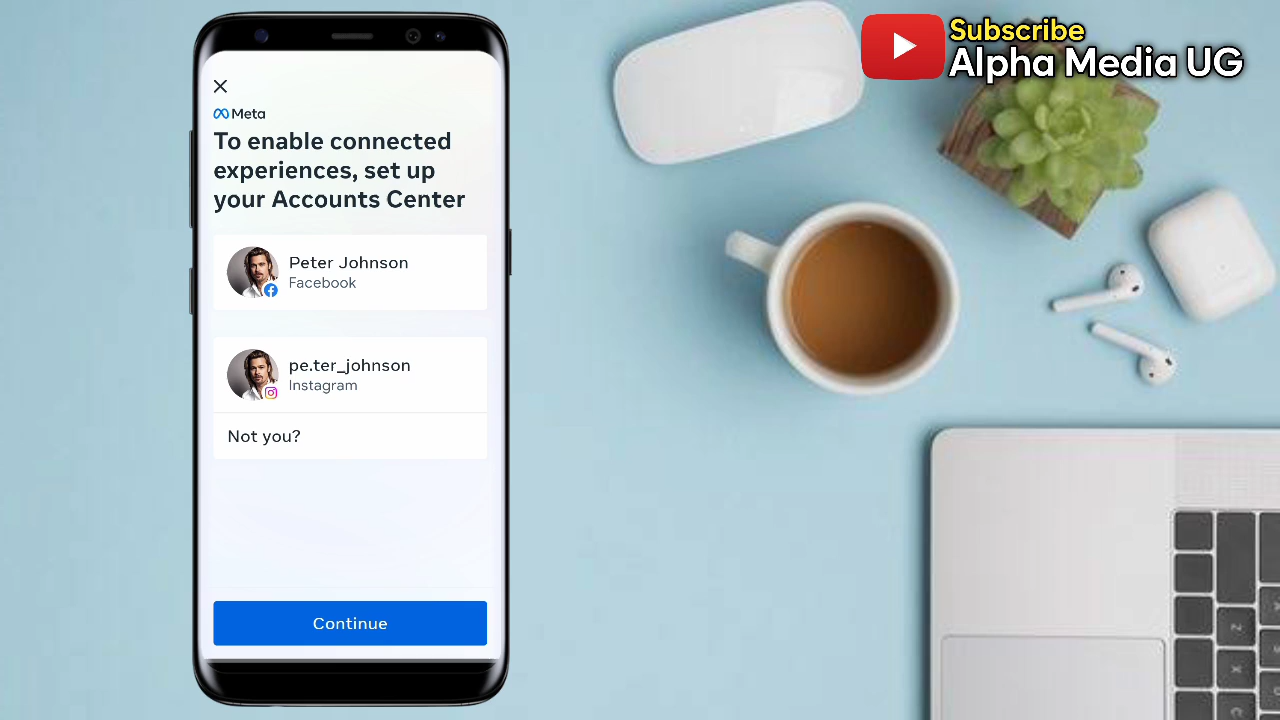 Subscribe
Alpha Media UG
Meta
To enable connected
experiences, set up
your Accounts Center
Peter Johnson
Facebook
pe.ter_johnson
Instagram
Not you?
Continue
Z
X